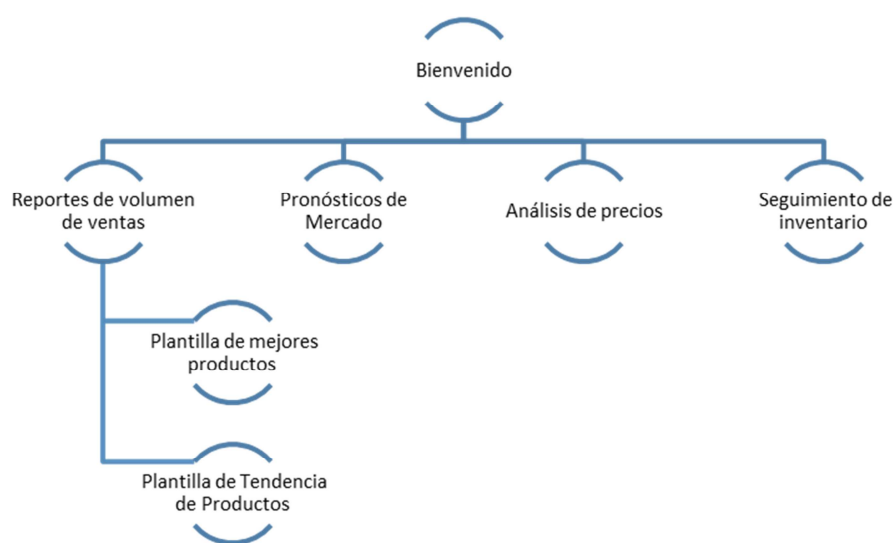 Bienvenido
Reportes de volumen
de ventas
Pronósticos de
Mercado
Análisis de precios
Seguimiento de
inventario
Plantilla de mejores
productos
Plantilla de Tendencia
de Productos